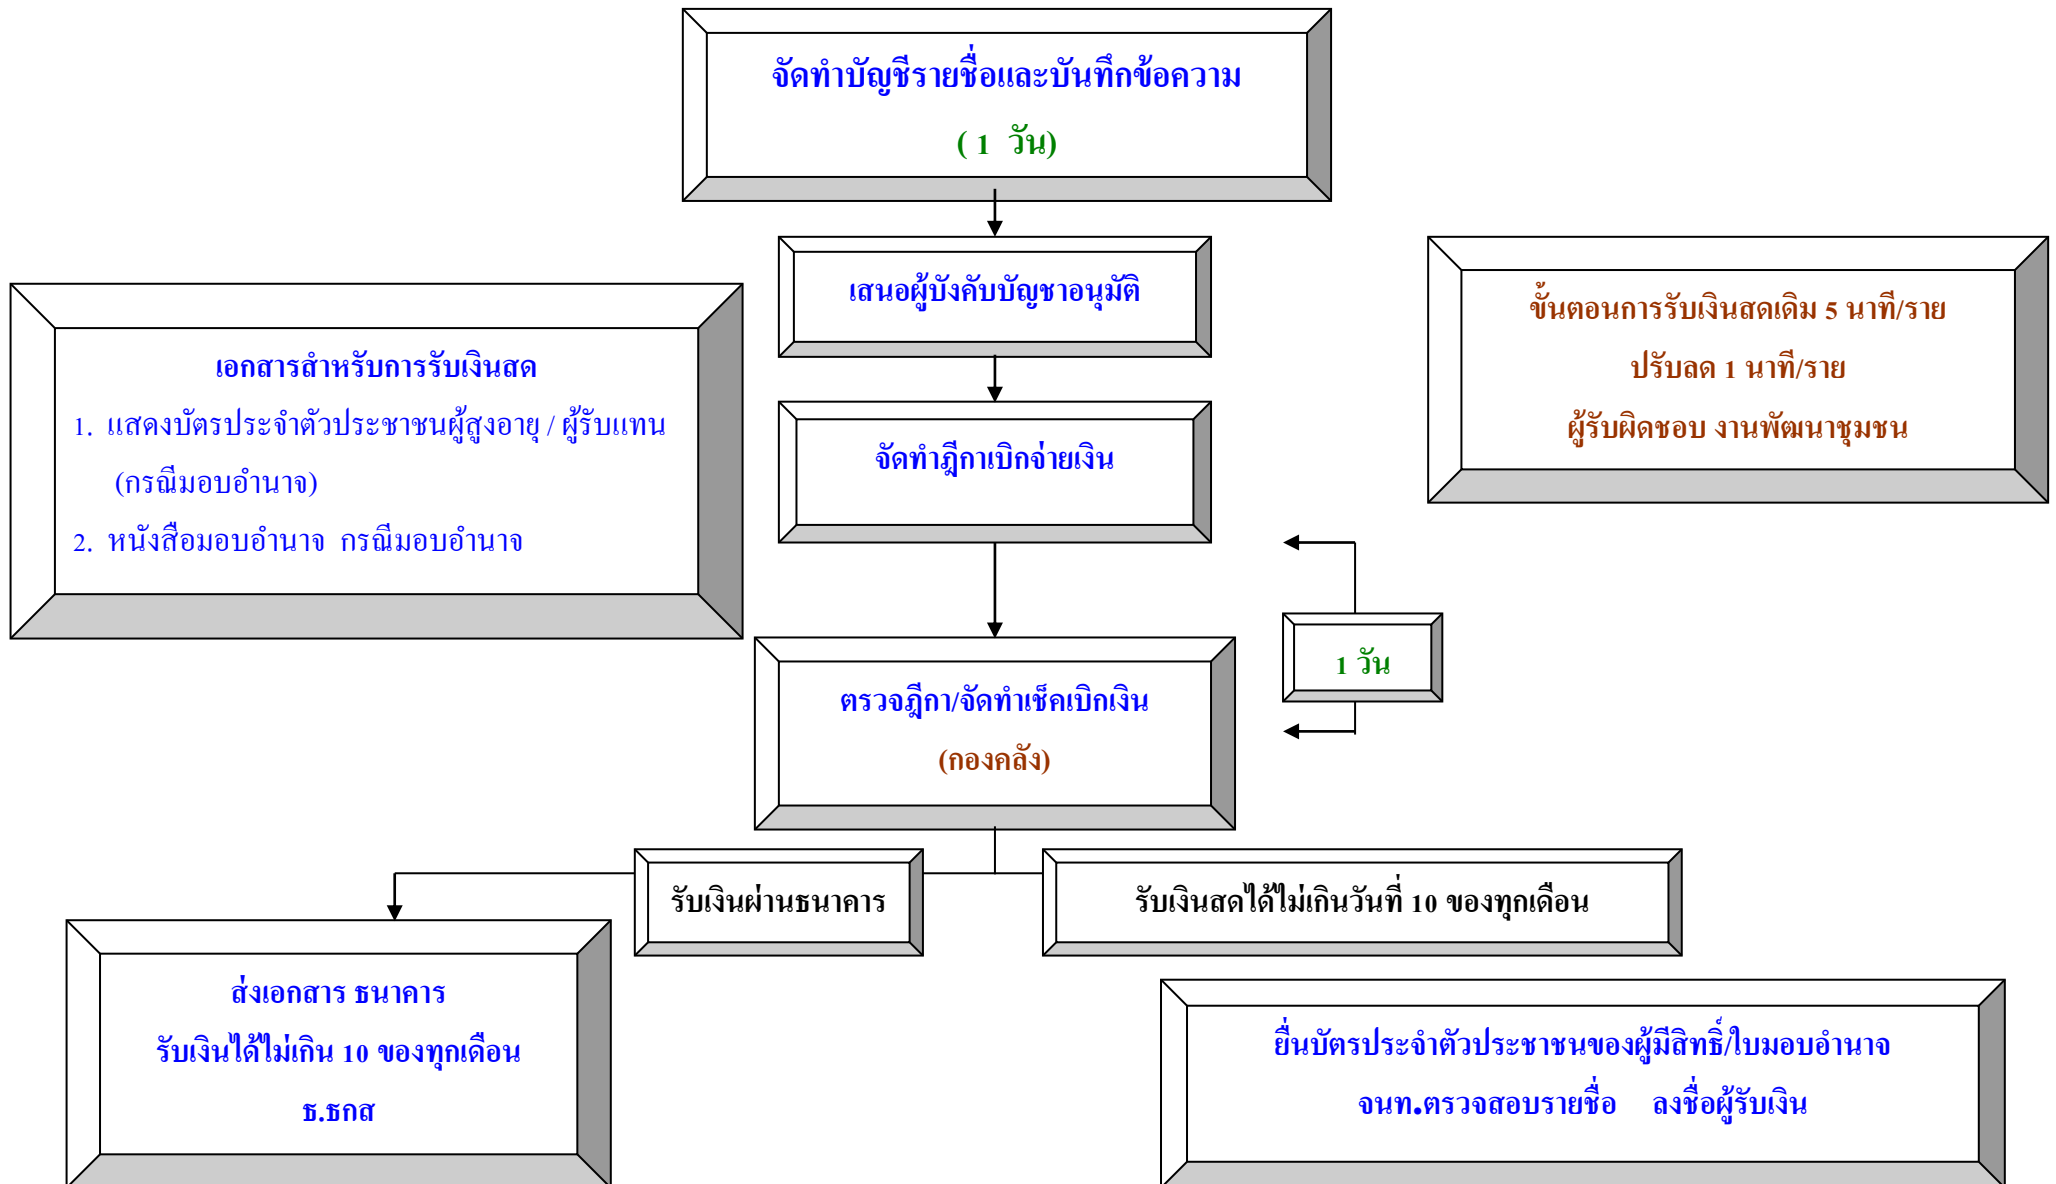 จัดทำบัญชีรายชื่อและบันทึกข้อความ
( 1 วัน)
เสนอผู้บังคับบัญชาอนุมัติ
ขั้นตอนการรับเงินสดเดิม 5 นาที/ราย
ปรับลด 1 นาที/ราย
ผู้รับผิดชอบ งานพัฒนาชุมชน
เอกสารสำหรับการรับเงินสด
1. แสดงบัตรประจำตัวประชาชนผู้สูงอายุ / ผู้รับแทน
(กรณีมอบอำนาจ)
2. หนังสือมอบอำนาจ กรณีมอบอำนาจ
จัดทำฎีกาเบิกจ่ายเงิน
1 วัน
ตรวจฎีกา/จัดทำเช็คเบิกเงิน
(กองคลัง)
รับเงินผ่านธนาคาร
รับเงินสดได้ไม่เกินวันที่ 10 ของทุกเดือน
ส่งเอกสาร ธนาคาร
รับเงินได้ไม่เกิน 10 ของทุกเดือน
ธ.ธกส
ยื่นบัตรประจำตัวประชาชนของผู้มีสิทธิ์/ใบมอบอำนาจ
จนท.ตรวจสอบรายชื่อ ลงชื่อผู้รับเงิน